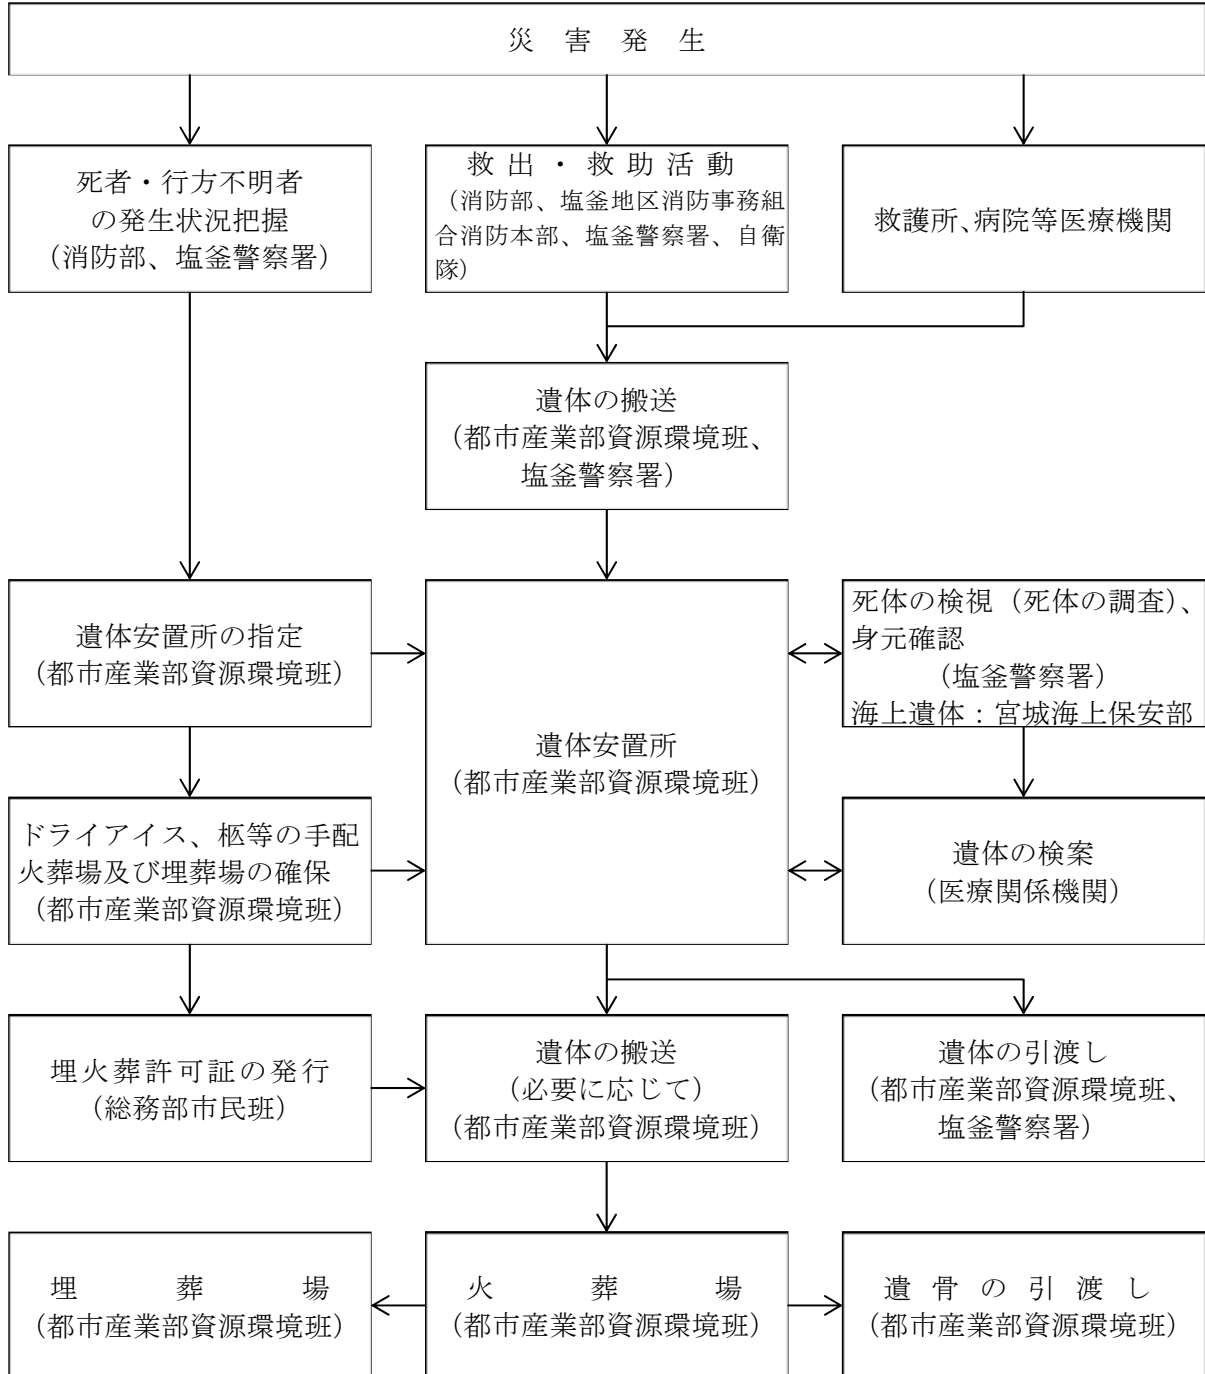 災害発生
死者・行方不明者
の発生状況把握
（消防部、塩釜警察署）
救出・救助活動
（消防部、塩釜地区消防事務組
合消防本部、塩釜警察署、自衛
隊）
救護所、病院等医療機関
遺体の搬送
（都市産業部資源環境班、
塩釜警察署）
遺体安置所の指定
（都市産業部資源環境班）
遺体安置所
（都市産業部資源環境班）
死体の検視（死体の調査）、
身元確認
（塩釜警察署）
海上遺体：宮城海上保安部
ドライアイス、柩等の手配
火葬場及び埋葬場の確保
（都市産業部資源環境班）
遺体の検案
（医療関係機関）
埋火葬許可証の発行
（総務部市民班）
遺体の搬送
（必要に応じて）
（都市産業部資源環境班）
遺体の引渡し
（都市産業部資源環境班、
塩釜警察署）
埋葬場
（都市産業部資源環境班）
火葬場
（都市産業部資源環境班）
遺骨の引渡し
（都市産業部資源環境班）